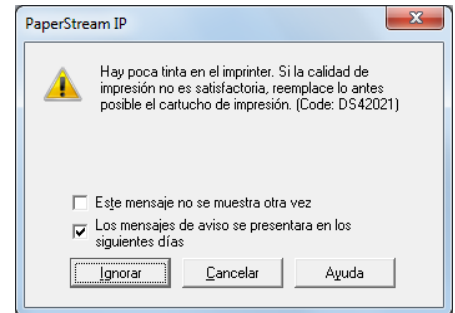 PaperStream IP
Hay poca tinta en el imprinter. Si la calidad de
impresión no es satisfactoria, reemplace lo antes
posible el cartucho de impresión. (Code: DS42021)
Este mensaje no se muestra otra vez
Los mensajes de aviso se presentara en los
siguientes días
Ignorar Cancelar Ayuda